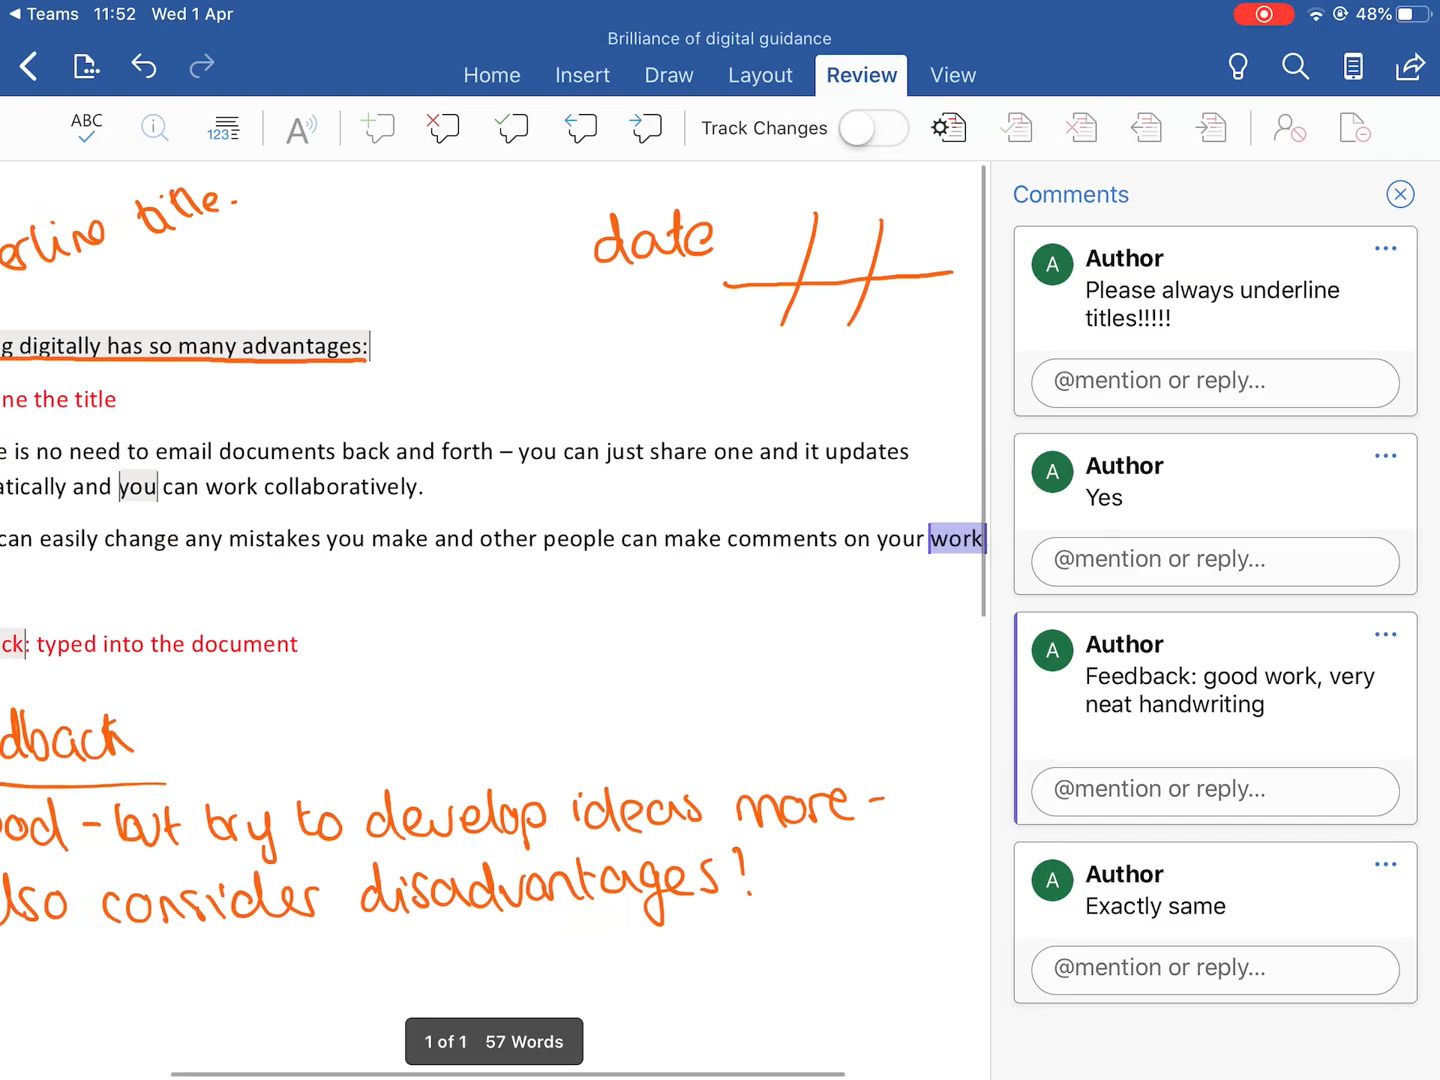 Teams 11:52 Wed 1 Apr
48%
Brilliance of digital guidance
Home Insert Draw Layout Review View
ABC
123
A
Track Changes
erline title.
date
g digitally has so many advantages:
ne the title
e is no need to email documents back and forth – you can just share one and it updates
atically and you can work collaboratively.
can easily change any mistakes you make and other people can make comments on your work
ck: typed into the document
dback
ood - but try to develop ideas more -
lso consider disadvantages!
1 of 1 57 Words
Comments
A
Author
Please always underline
titles!!!!!
@mention or reply...
A
Author
Yes
@mention or reply...
A
Author
Feedback: good work, very
neat handwriting
@mention or reply...
A
Author
Exactly same
@mention or reply...